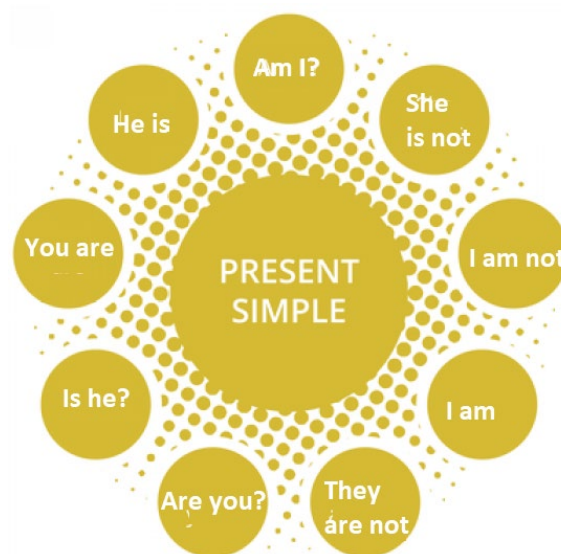 Am I?
She
is not
I am not
I am
They
are not
Are you?
Is he?
You are
He is
PRESENT
SIMPLE